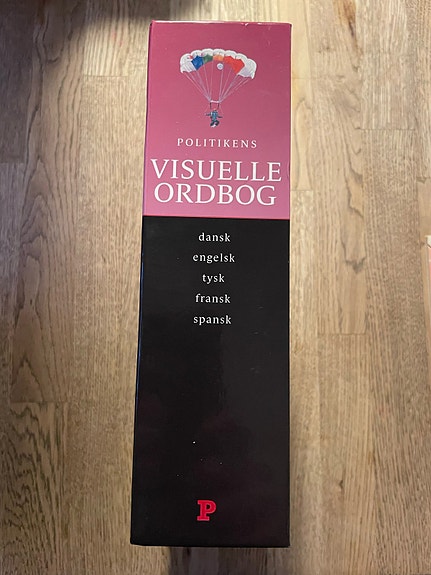 POLITIKENS
VISUELLE
ORDBOG
dansk
engelsk
tysk
fransk
spansk
P